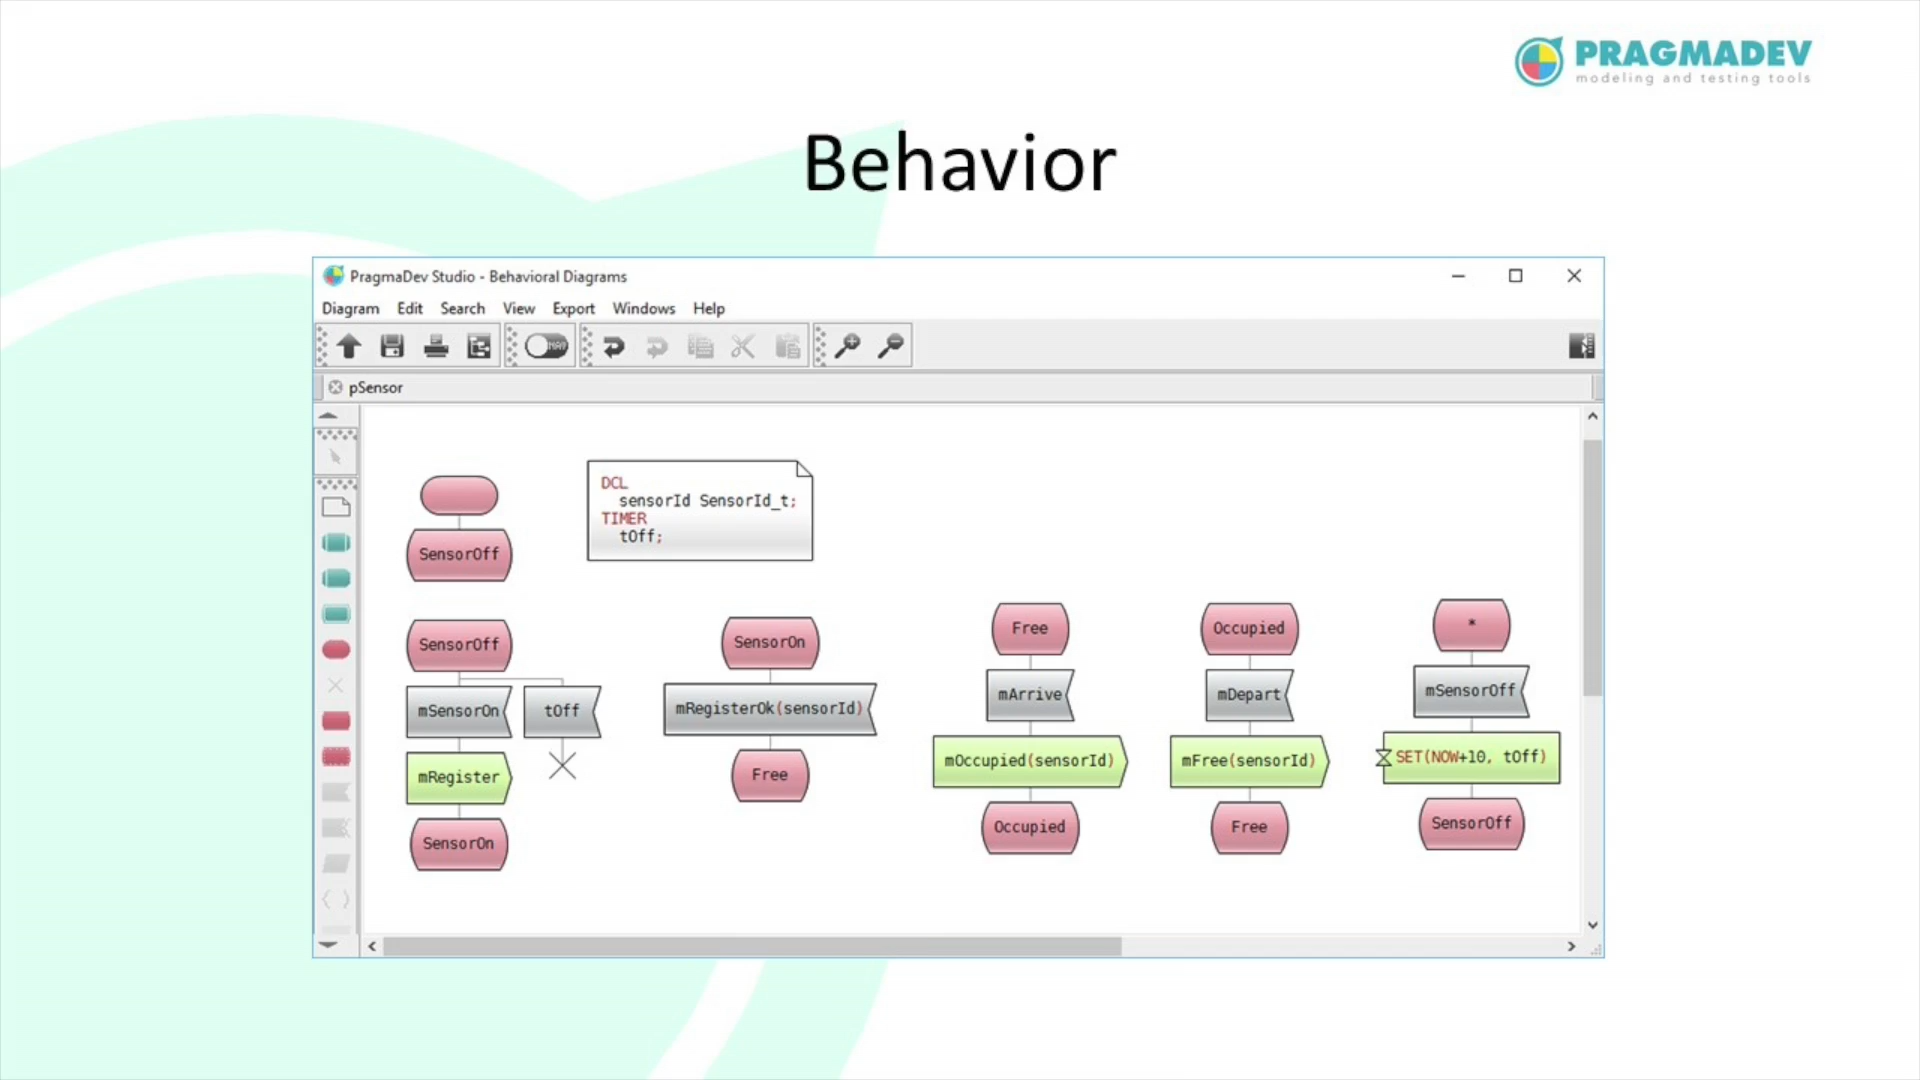 PRAGMADEV
modeling and testing tools
Behavior
PragmaDev Studio - Behavioral Diagrams
Diagram Edit Search View Export Windows Help
pSensor
DCL
sensorId SensorId_t;
TIMER
tOff;
SensorOff
SensorOff
mSensorOn
tOff
mRegister
SensorOn
SensorOn
mRegisterOk(sensorId)
Free
Free
mArrive
mOccupied(sensorId)
Occupied
Occupied
mDepart
mFree(sensorId)
Free
*
mSensorOff
SET(NOW+10, tOff)
SensorOff